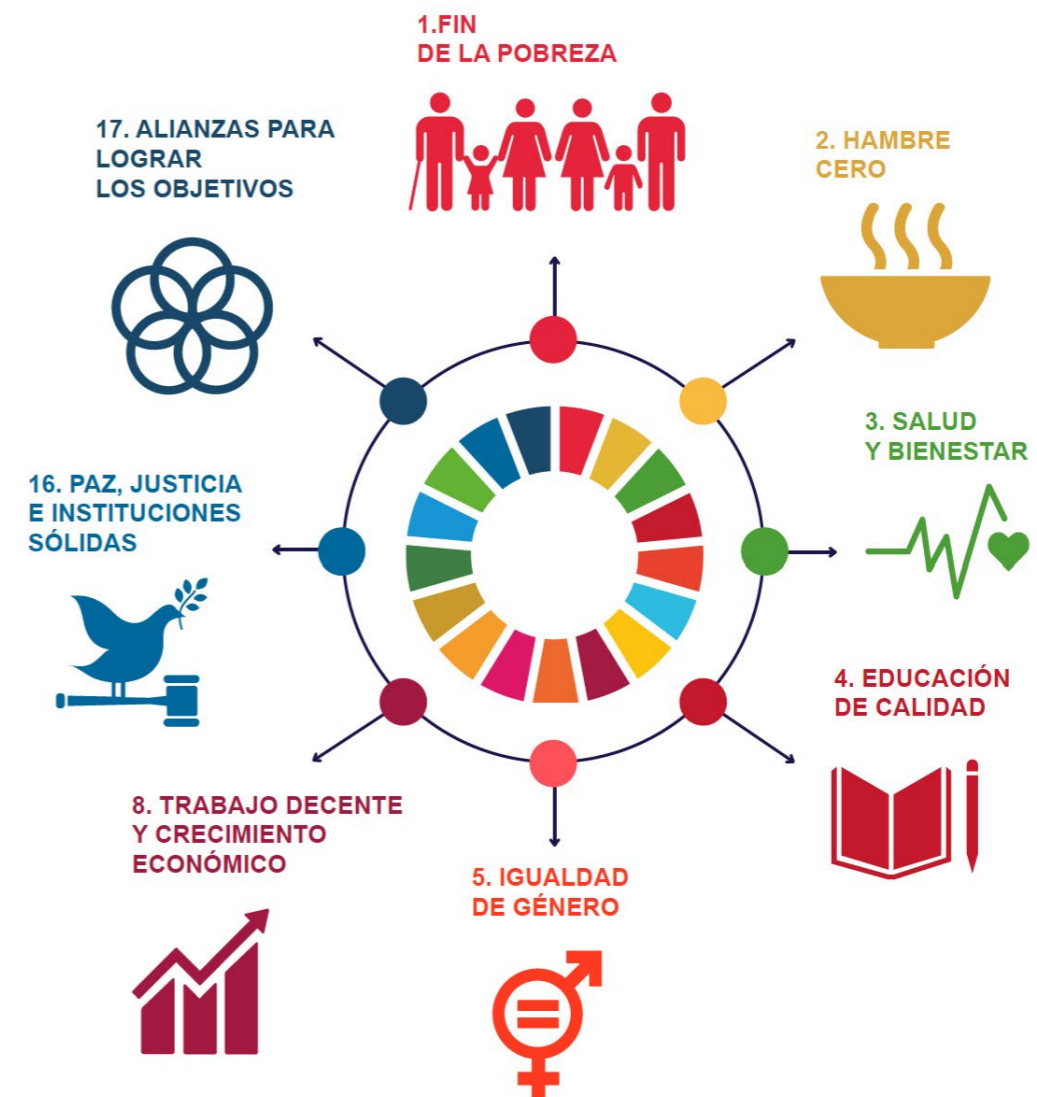 1.FIN
DE LA POBREZA
2. HAMBRE
CERO
3. SALUD
Y BIENESTAR
4. EDUCACIÓN
DE CALIDAD
5. IGUALDAD
DE GÉNERO
8. TRABAJO DECENTE
Y CRECIMIENTO
ECONÓMICO
16. PAZ, JUSTICIA
E INSTITUCIONES
SÓLIDAS
17. ALIANZAS PARA
LOGRAR
LOS OBJETIVOS